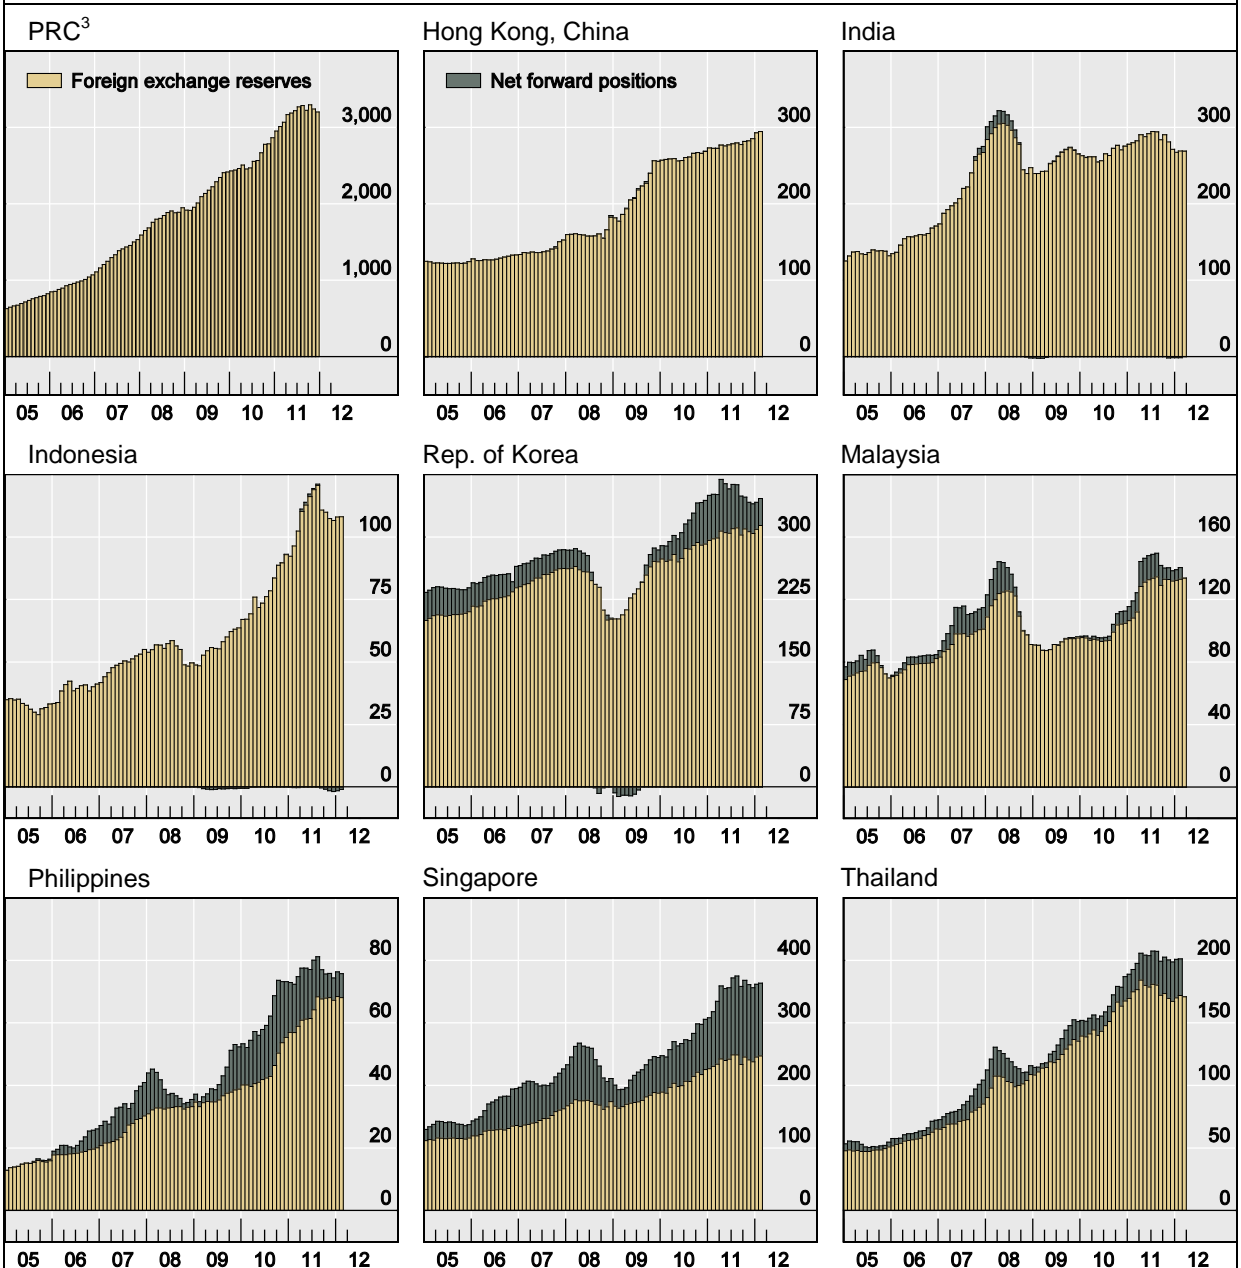 PRC3
Hong Kong, China
India
Foreign exchange reserves
Net forward positions
3,000
300
300
2,000
200
200
1,000
100
100
0
0
0
05 06 07 08 09 10 11 12
05 06 07 08 09 10 11 12
05 06 07 08 09 10 11 12
Indonesia
Rep. of Korea
Malaysia
100
300
160
75
225
120
50
150
80
25
75
40
0
0
0
05 06 07 08 09 10 11 12
05 06 07 08 09 10 11 12
05 06 07 08 09 10 11 12
Philippines
Singapore
Thailand
80
400
200
60
300
150
40
200
100
20
100
50
0
0
0
05 06 07 08 09 10 11 12
05 06 07 08 09 10 11 12
05 06 07 08 09 10 11 12